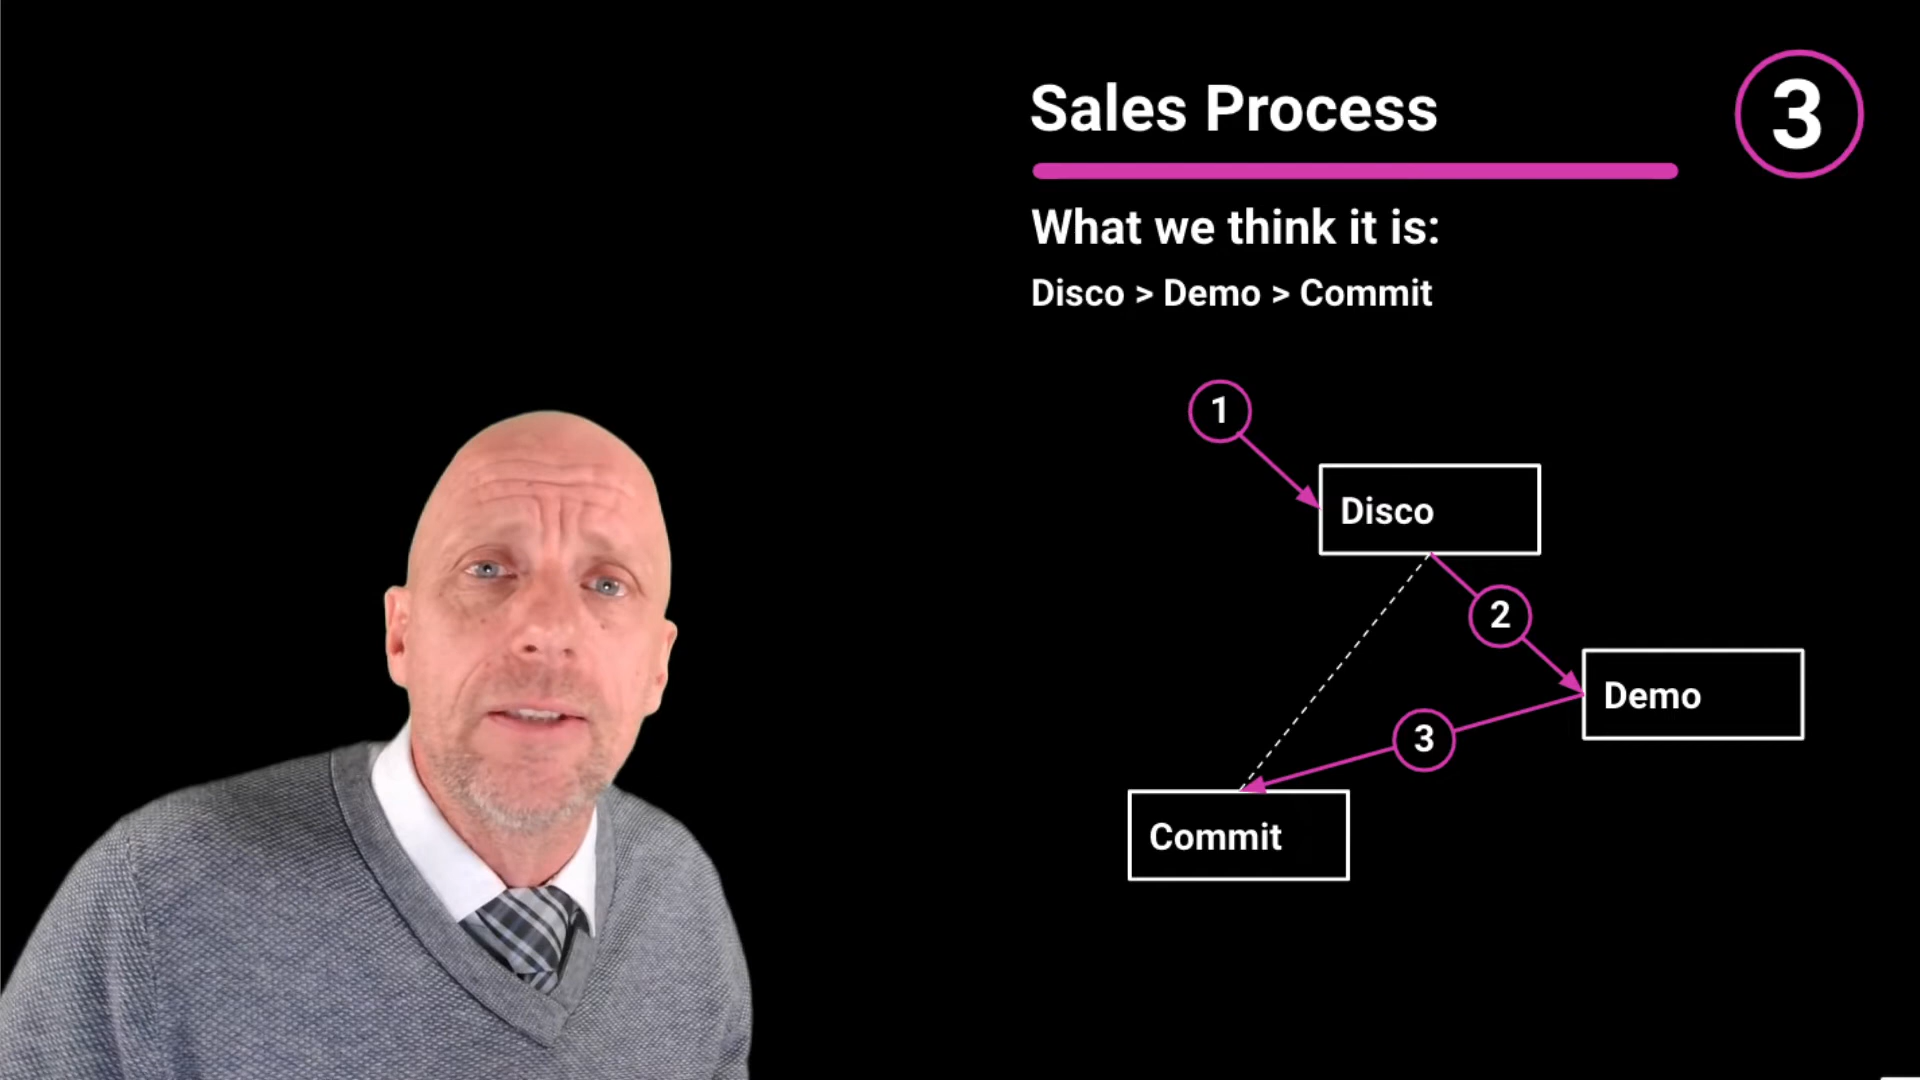 Sales Process
3
What we think it is:
Disco > Demo > Commit
1
Disco
2
Demo
3
Commit